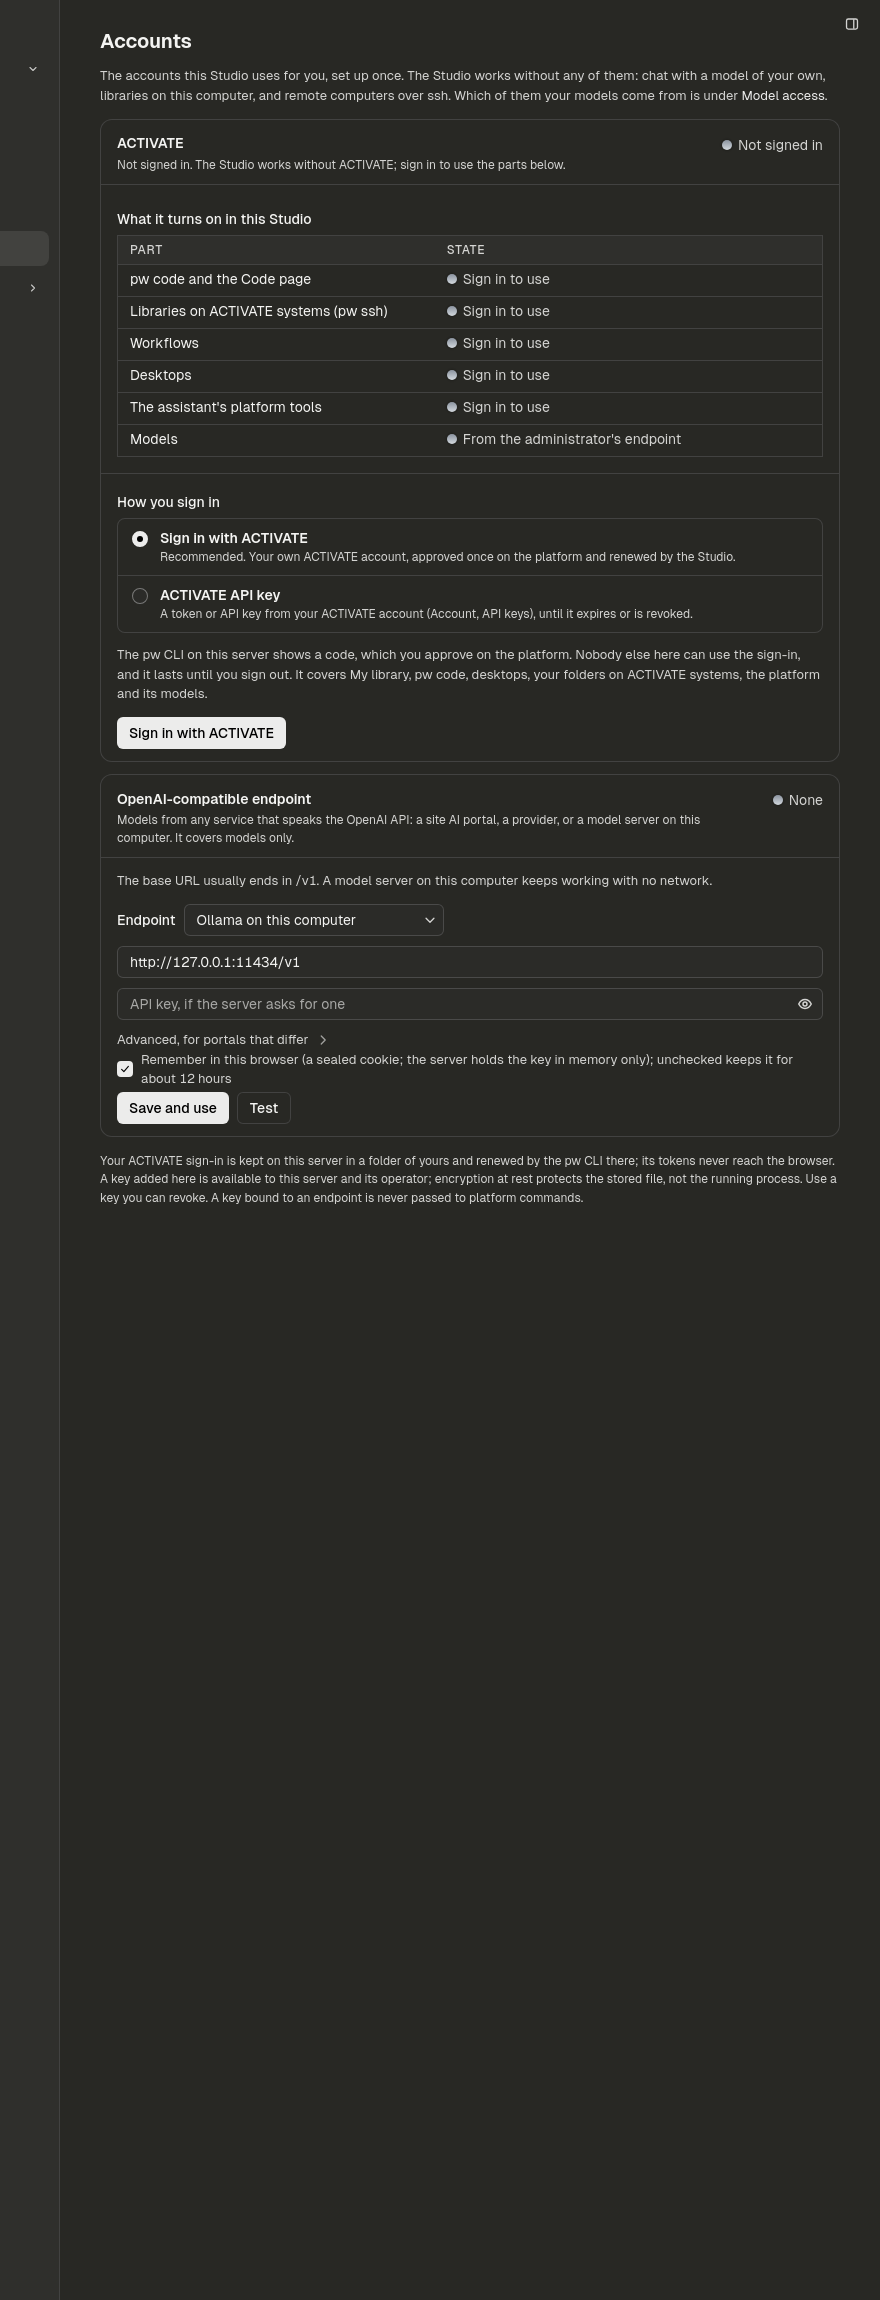 Accounts
The accounts this Studio uses for you, set up once. The Studio works without any of them: chat with a model of your own,
libraries on this computer, and remote computers over ssh. Which of them your models come from is under Model access.
ACTIVATE
Not signed in
Not signed in. The Studio works without ACTIVATE; sign in to use the parts below.
What it turns on in this Studio
PART STATE
pw code and the Code page Sign in to use
Libraries on ACTIVATE systems (pw ssh) Sign in to use
Workflows Sign in to use
Desktops Sign in to use
The assistant's platform tools Sign in to use
Models From the administrator's endpoint
How you sign in
Sign in with ACTIVATE
Recommended. Your own ACTIVATE account, approved once on the platform and renewed by the Studio.
ACTIVATE API key
A token or API key from your ACTIVATE account (Account, API keys), until it expires or is revoked.
The pw CLI on this server shows a code, which you approve on the platform. Nobody else here can use the sign-in,
and it lasts until you sign out. It covers My library, pw code, desktops, your folders on ACTIVATE systems, the platform
and its models.
Sign in with ACTIVATE
OpenAI-compatible endpoint
None
Models from any service that speaks the OpenAI API: a site AI portal, a provider, or a model server on this
computer. It covers models only.
The base URL usually ends in /v1. A model server on this computer keeps working with no network.
Endpoint Ollama on this computer
http://127.0.0.1:11434/v1
API key, if the server asks for one
Advanced, for portals that differ
Remember in this browser (a sealed cookie; the server holds the key in memory only); unchecked keeps it for
about 12 hours
Save and use Test
Your ACTIVATE sign-in is kept on this server in a folder of yours and renewed by the pw CLI there; its tokens never reach the browser.
A key added here is available to this server and its operator; encryption at rest protects the stored file, not the running process. Use a
key you can revoke. A key bound to an endpoint is never passed to platform commands.